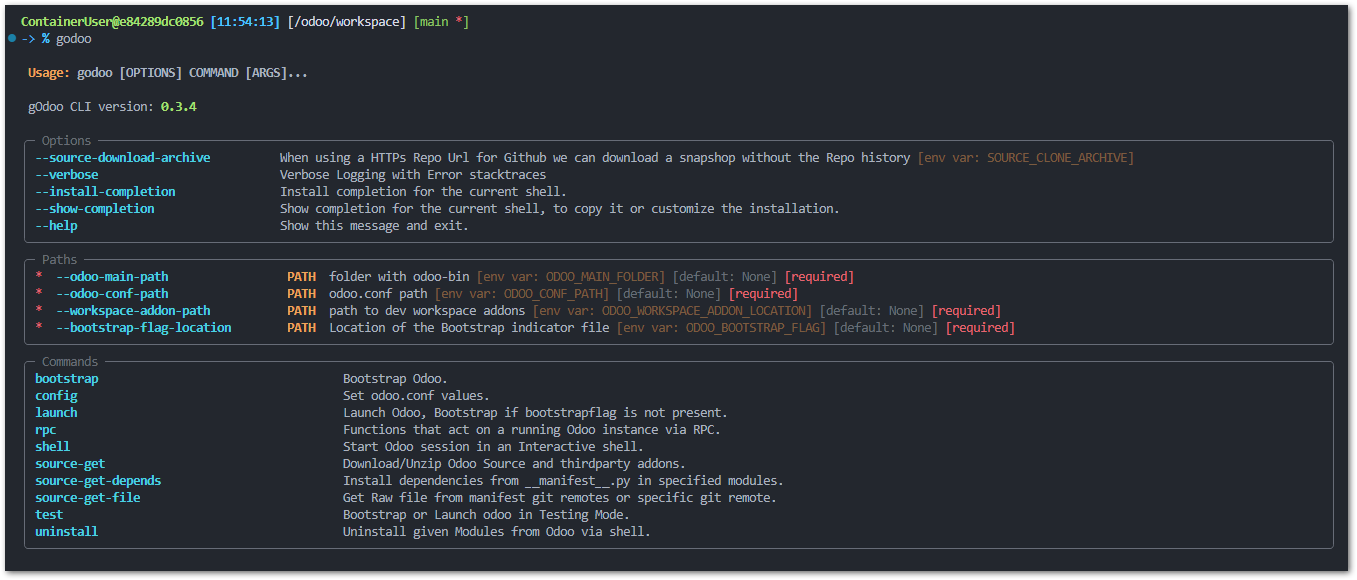 ContainerUser@e84289dc0856 [11:54:13] [/odoo/workspace] [main *]
-> % godoo
Usage: godoo [OPTIONS] COMMAND [ARGS]...
gOdoo CLI version: 0.3.4
Options
--source-download-archive When using a HTTPs Repo Url for Github we can download a snapshop without the Repo history [env var: SOURCE_CLONE_ARCHIVE]
--verbose Verbose Logging with Error stacktraces
--install-completion Install completion for the current shell.
--show-completion Show completion for the current shell, to copy it or customize the installation.
--help Show this message and exit.
Paths
* --odoo-main-path PATH folder with odoo-bin [env var: ODOO_MAIN_FOLDER] [default: None] [required]
* --odoo-conf-path PATH odoo.conf path [env var: ODOO_CONF_PATH] [default: None] [required]
* --workspace-addon-path PATH path to dev workspace addons [env var: ODOO_WORKSPACE_ADDON_LOCATION] [default: None] [required]
* --bootstrap-flag-location PATH Location of the Bootstrap indicator file [env var: ODOO_BOOTSTRAP_FLAG] [default: None] [required]
Commands
bootstrap Bootstrap Odoo.
config Set odoo.conf values.
launch Launch Odoo, Bootstrap if bootstrapflag is not present.
rpc Functions that act on a running Odoo instance via RPC.
shell Start Odoo session in an Interactive shell.
source-get Download/Unzip Odoo Source and thirdparty addons.
source-get-depends Install dependencies from __manifest__.py in specified modules.
source-get-file Get Raw file from manifest git remotes or specific git remote.
test Bootstrap or Launch odoo in Testing Mode.
uninstall Uninstall given Modules from Odoo via shell.